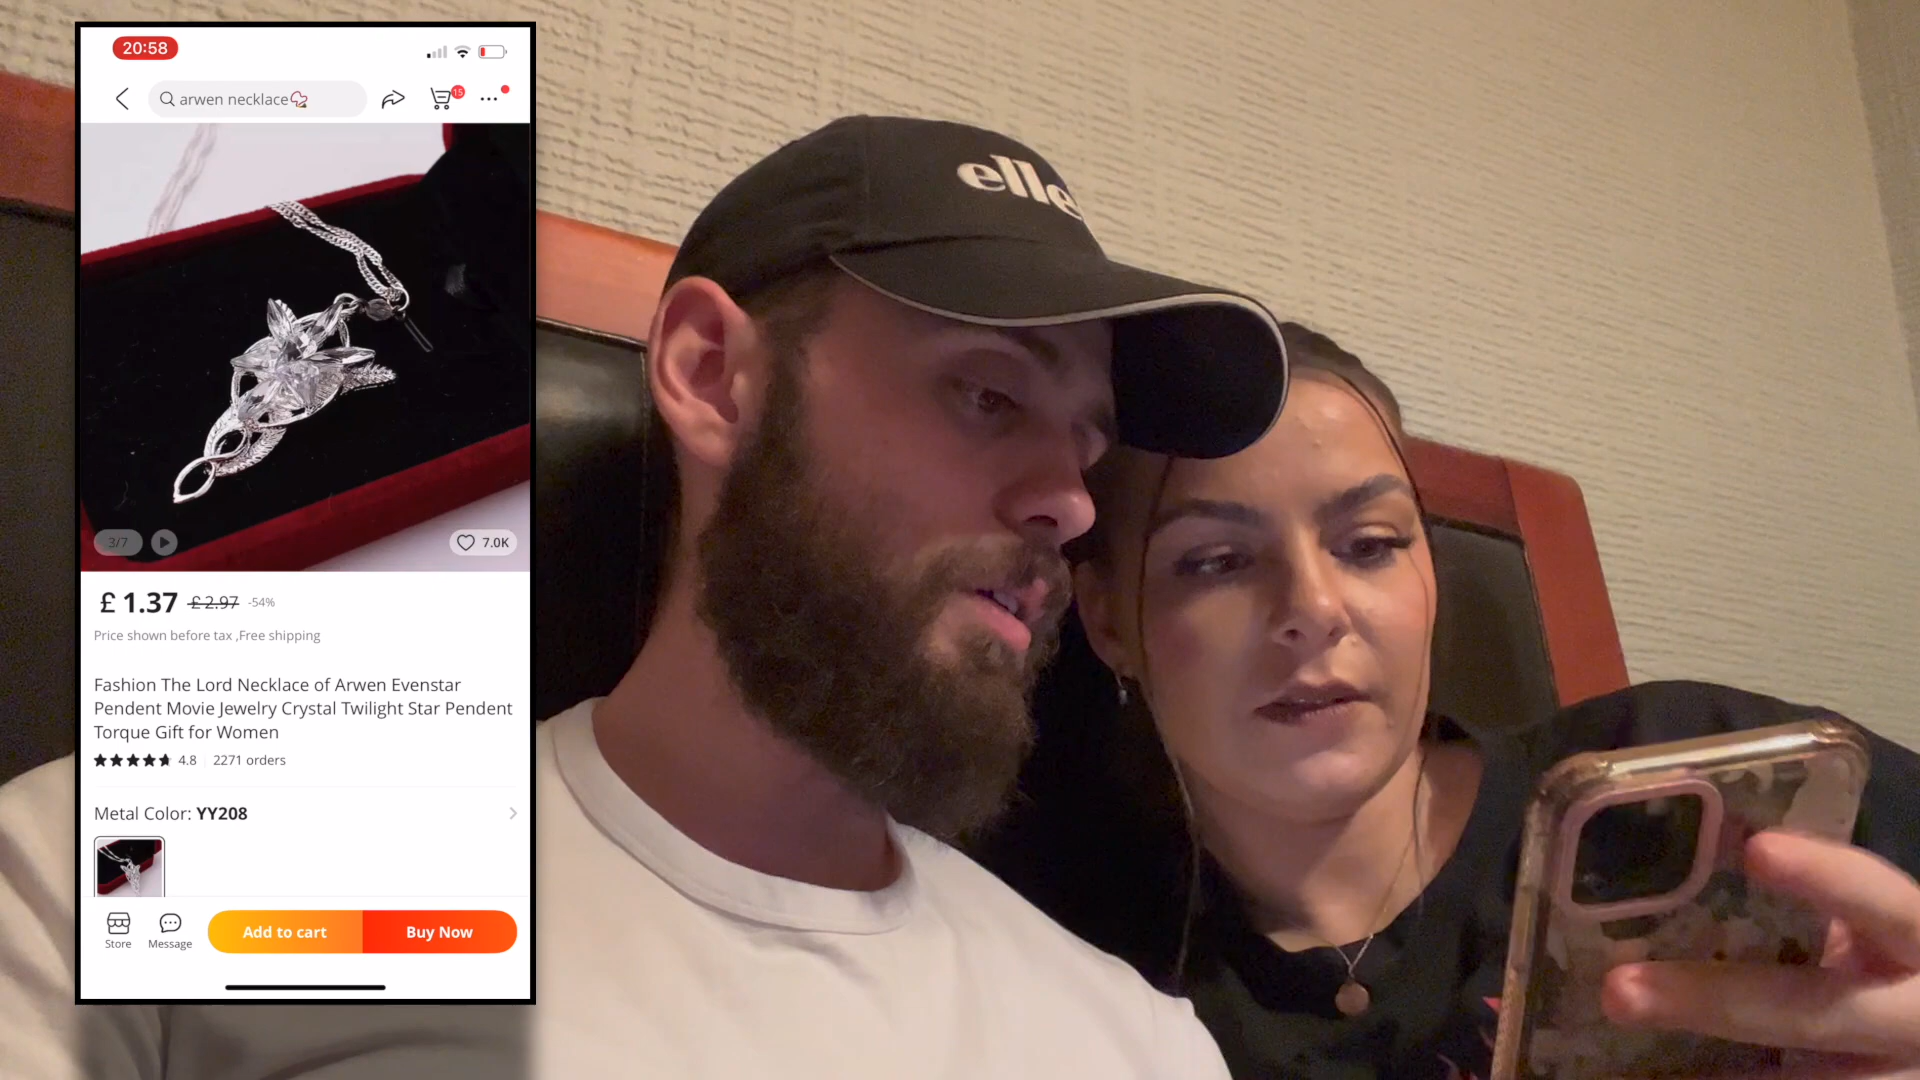 20:58
arwen necklace
15
3/7
7.0K
£ 1.37 £ 2.97 -54%
Price shown before tax ,Free shipping
Fashion The Lord Necklace of Arwen Evenstar
Pendent Movie Jewelry Crystal Twilight Star Pendent
Torque Gift for Women
4.8 2271 orders
Metal Color: YY208
Store
Message
Add to cart
Buy Now
elle